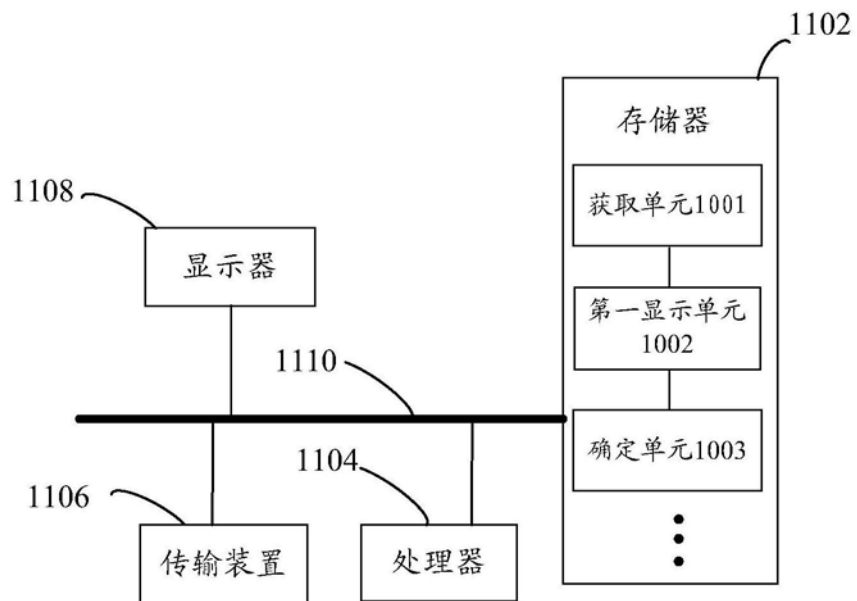 1102
存储器
获取单元1001
1108
显示器
第一显示单元
1002
1110
确定单元1003
1104
1106
传输装置
处理器